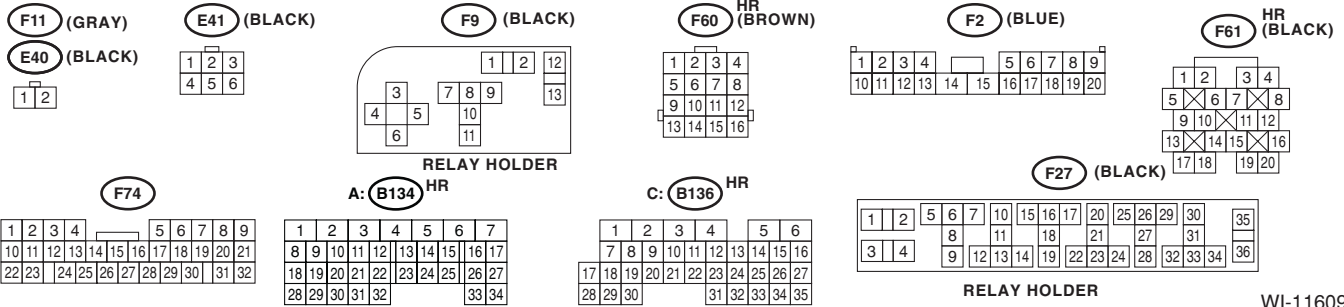 F11 (GRAY)
E40 (BLACK)
1 2
E41 (BLACK)
1 2 3
4 5 6
F9 (BLACK)
1 2 12
3 7 8 9 13
4 5 10
6 11
RELAY HOLDER
F60 HR (BROWN)
1 2 3 4
5 6 7 8
9 10 11 12
13 14 15 16
F2 (BLUE)
1 2 3 4 5 6 7 8 9
10 11 12 13 14 15 16 17 18 19 20
F61 HR (BLACK)
1 2 3 4
5 6 7 8
9 10 11 12
13 14 15 16
17 18 19 20
F74
1 2 3 4 5 6 7 8 9
10 11 12 13 14 15 16 17 18 19 20 21
22 23 24 25 26 27 28 29 30 31 32
A: B134 HR
1 2 3 4 5 6 7
8 9 10 11 12 13 14 15 16 17
18 19 20 21 22 23 24 25 26 27
28 29 30 31 32 33 34
C: B136 HR
1 2 3 4 5 6
7 8 9 10 11 12 13 14 15 16
17 18 19 20 21 22 23 24 25 26 27
28 29 30 31 32 33 34 35
F27 (BLACK)
1 2 5 6 7 10 15 16 17 20 25 26 29 30 35
8 11 18 21 27 31
3 4 9 12 13 14 19 22 23 24 28 32 33 34 36
RELAY HOLDER
WI-11609